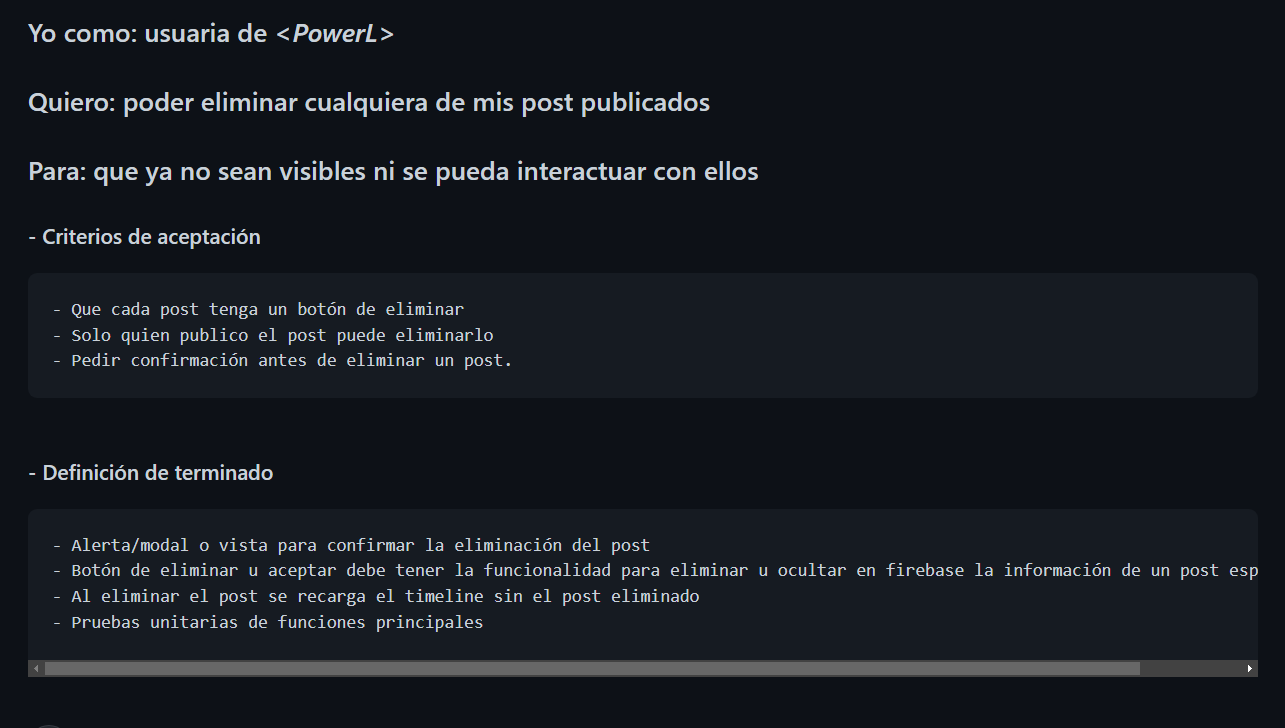 Yo como: usuaria de <PowerL>
Quiero: poder eliminar cualquiera de mis post publicados
Para: que ya no sean visibles ni se pueda interactuar con ellos
- Criterios de aceptación
- Que cada post tenga un botón de eliminar
- Solo quien publico el post puede eliminarlo
- Pedir confirmación antes de eliminar un post.
- Definición de terminado
- Alerta/modal o vista para confirmar la eliminación del post
- Botón de eliminar u aceptar debe tener la funcionalidad para eliminar u ocultar en firebase la información de un post esp
- Al eliminar el post se recarga el timeline sin el post eliminado
- Pruebas unitarias de funciones principales